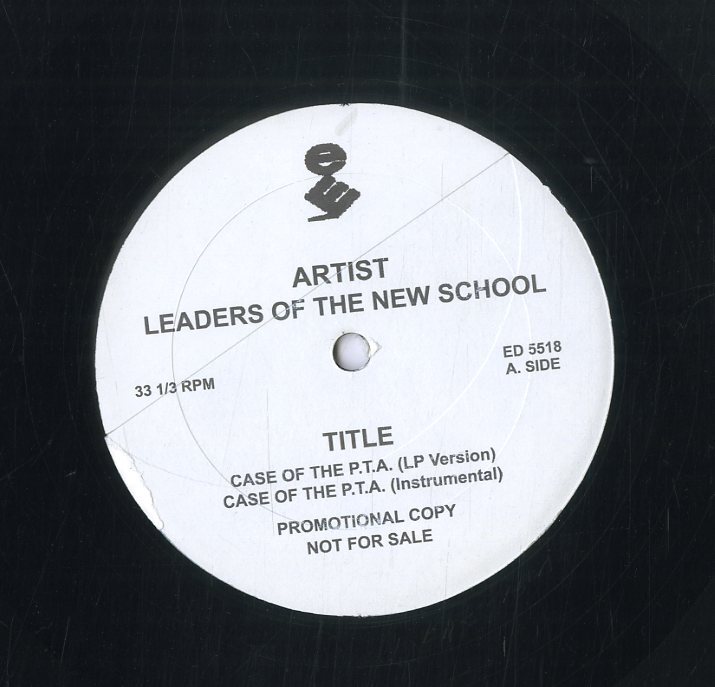 ARTIST
LEADERS OF THE NEW SCHOOL
33 1/3 RPM
ED 5518
A. SIDE
TITLE
CASE OF THE P.T.A. (LP Version)
CASE OF THE P.T.A. (Instrumental)
PROMOTIONAL COPY
NOT FOR SALE